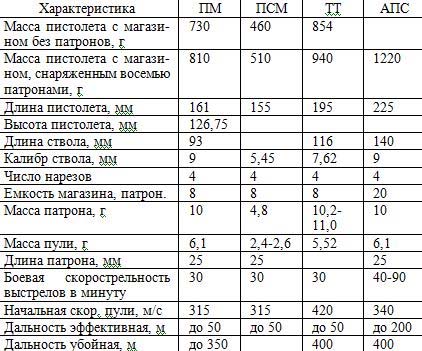 Характеристика ПМ ПСМ ТТ АПС
Масса пистолета с магази- 730 460 854
ном без патронов, г
Масса пистолета с магази- 810 510 940 1220
ном, снаряженным восемью
патронами, г
Длина пистолета, мм 161 155 195 225
Высота пистолета, мм 126,75
Длина ствола, мм 93 116 140
Калибр ствола, мм 9 5,45 7,62 9
Число нарезов 4 4 4 4
Емкость магазина, патрон. 8 8 8 20
Масса патрона, г 10 4,8 10,2- 10
11,0
Масса пули, г 6,1 2,4-2,6 5,52 6,1
Длина патрона, мм 25 25 25
Боевая скорострельность 30 30 30 40-90
выстрелов в минуту
Начальная скор, пули, м/с 315 315 420 340
Дальность эффективная, м до 50 до 50 до 50 до 200
Дальность убойная, м до 350 400 400